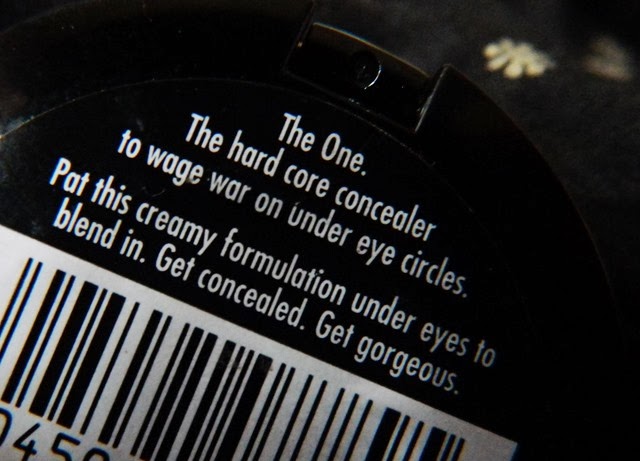 The One.
The hard core concealer
to wage war on under eye circles.
Pat this creamy formulation under eyes to
blend in. Get concealed. Get gorgeous.